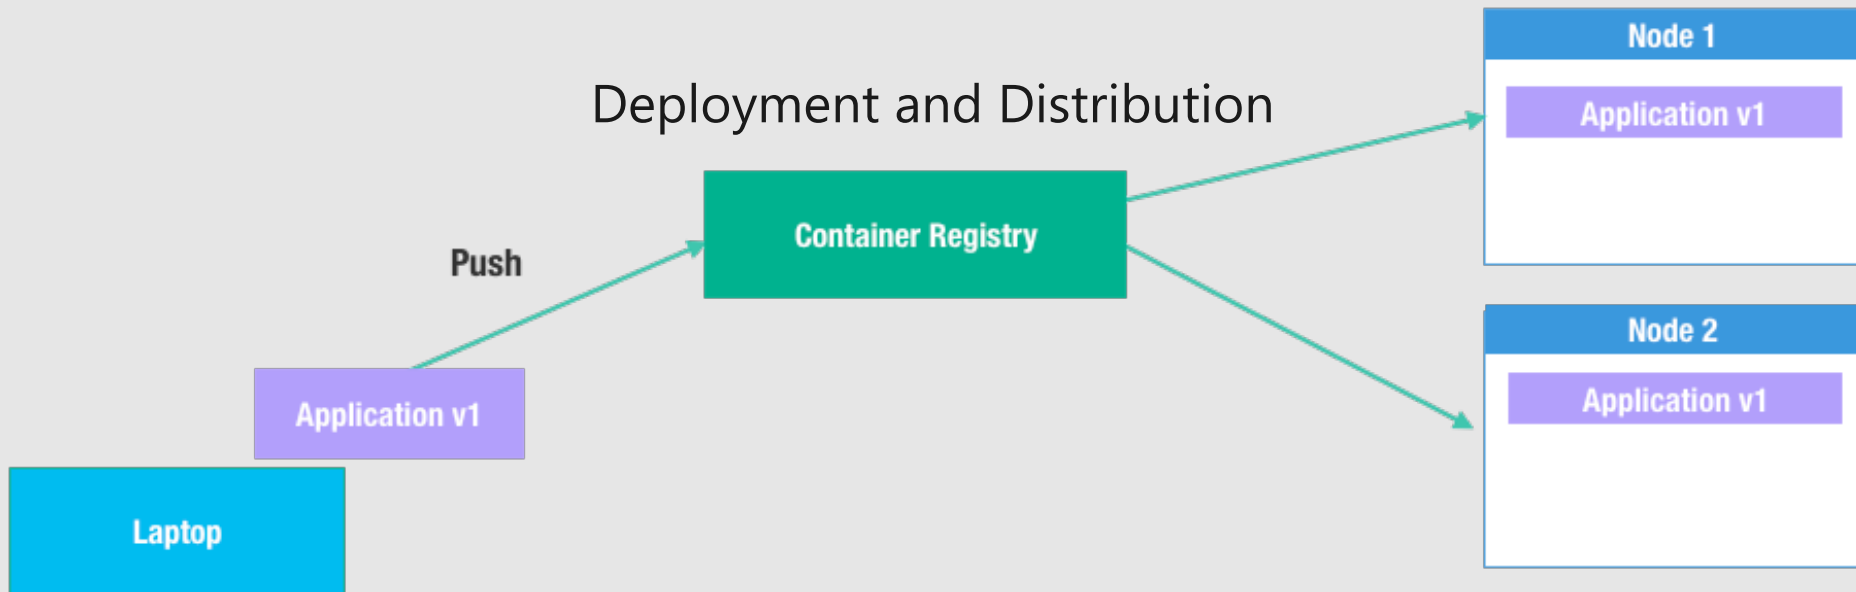 Deployment and Distribution
Laptop
Application v1
Push
Container Registry
Node 1
Application v1
Node 2
Application v1